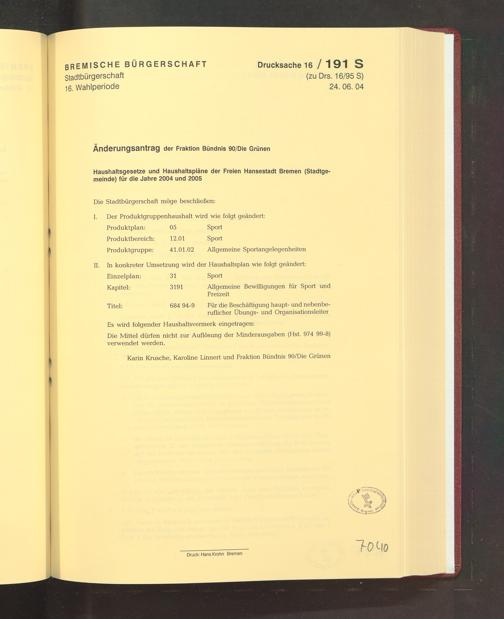 BREMISCHE BÜRGERSCHAFT
Stadtbürgerschaft
16. Wahlperiode
Drucksache 16 / 191 S
(zu Drs. 16/95 S)
24. 06. 04
Änderungsantrag der Fraktion Bündnis 90/Die Grünen
Haushaltsgesetze und Haushaltspläne der Freien Hansestadt Bremen (Stadtge-
meinde) für die Jahre 2004 und 2005
Die Stadtbürgerschaft möge beschließen:
I. Der Produktgruppenhaushalt wird wie folgt geändert:
Produktplan: 05 Sport
Produktbereich: 12.01 Sport
Produktgruppe: 41.01.02 Allgemeine Sportangelegenheiten
II. In konkreter Umsetzung wird der Haushaltsplan wie folgt geändert:
Einzelplan: 31 Sport
Kapitel: 3191 Allgemeine Bewilligungen für Sport und
Freizeit
Titel: 684 94-9 Für die Beschäftigung haupt- und nebenbe-
ruflicher Übungs- und Organisationsleiter
Es wird folgender Haushaltsvermerk eingetragen:
Die Mittel dürfen nicht zur Auflösung der Minderausgaben (Hst. 974 99-8)
verwendet werden.
Karin Krusche, Karoline Linnert und Fraktion Bündnis 90/Die Grünen
7040
Druck: Hans Krohn Bremen